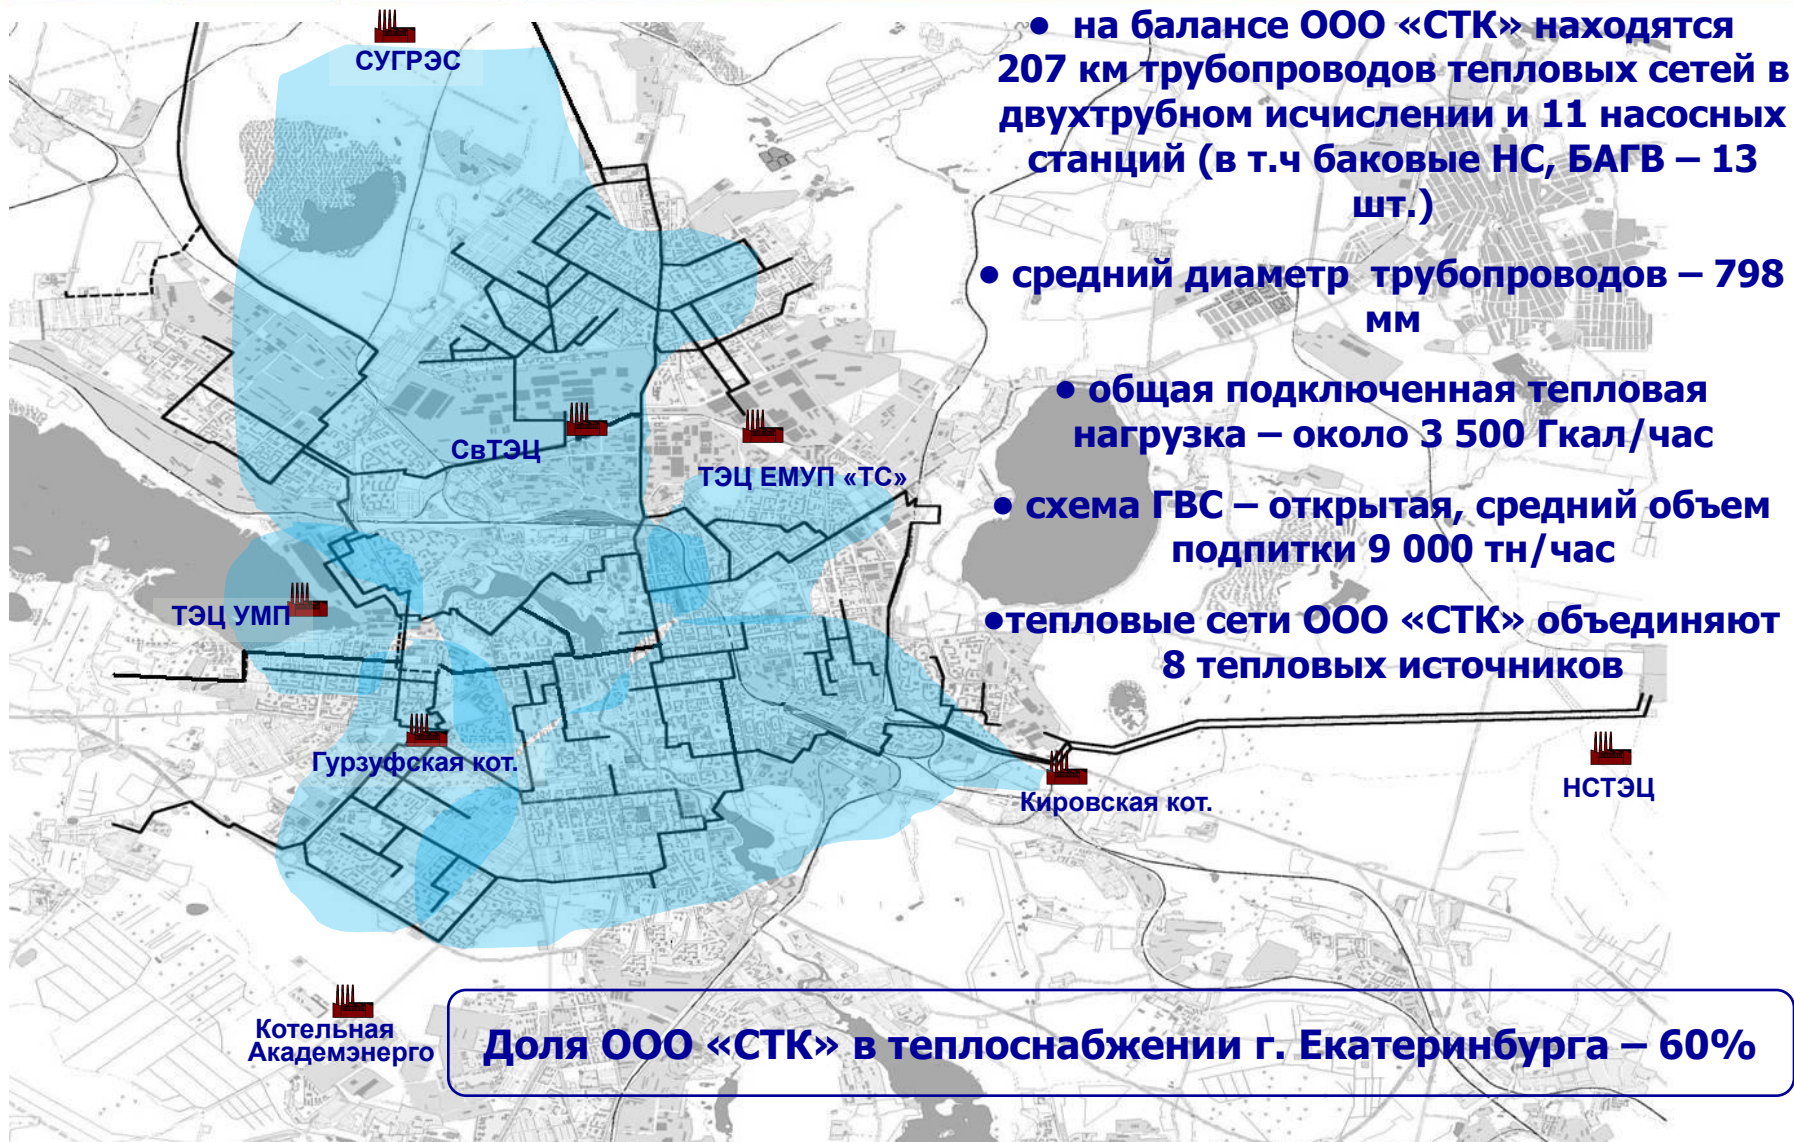 • на балансе ООО «СТК» находятся
207 км трубопроводов тепловых сетей в
двухтрубном исчислении и 11 насосных
станций (в т.ч баковые НС, БАГВ – 13
шт.)
• средний диаметр трубопроводов – 798
мм
• общая подключенная тепловая
нагрузка – около 3 500 Гкал/час
• схема ГВС – открытая, средний объем
подпитки 9 000 тн/час
•тепловые сети ООО «СТК» объединяют
8 тепловых источников
СУГРЭС
СвТЭЦ
ТЭЦ ЕМУП «ТС»
ТЭЦ УМП
Гурзуфская кот.
Кировская кот.
НСТЭЦ
Котельная
Академэнерго
Доля ООО «СТК» в теплоснабжении г. Екатеринбурга – 60%